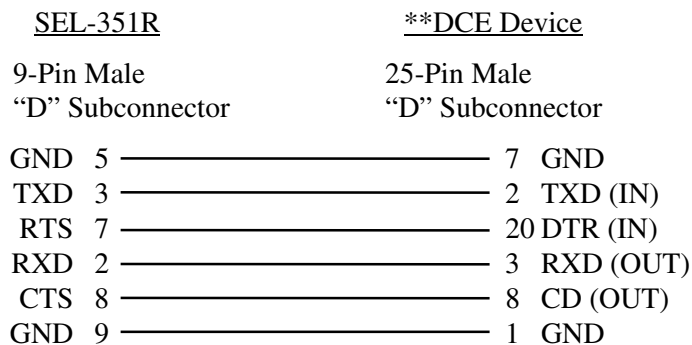 SEL-351R **DCE Device
9-Pin Male 25-Pin Male
“D” Subconnector “D” Subconnector
GND 5 7 GND
TXD 3 2 TXD (IN)
RTS 7 20 DTR (IN)
RXD 2 3 RXD (OUT)
CTS 8 8 CD (OUT)
GND 9 1 GND